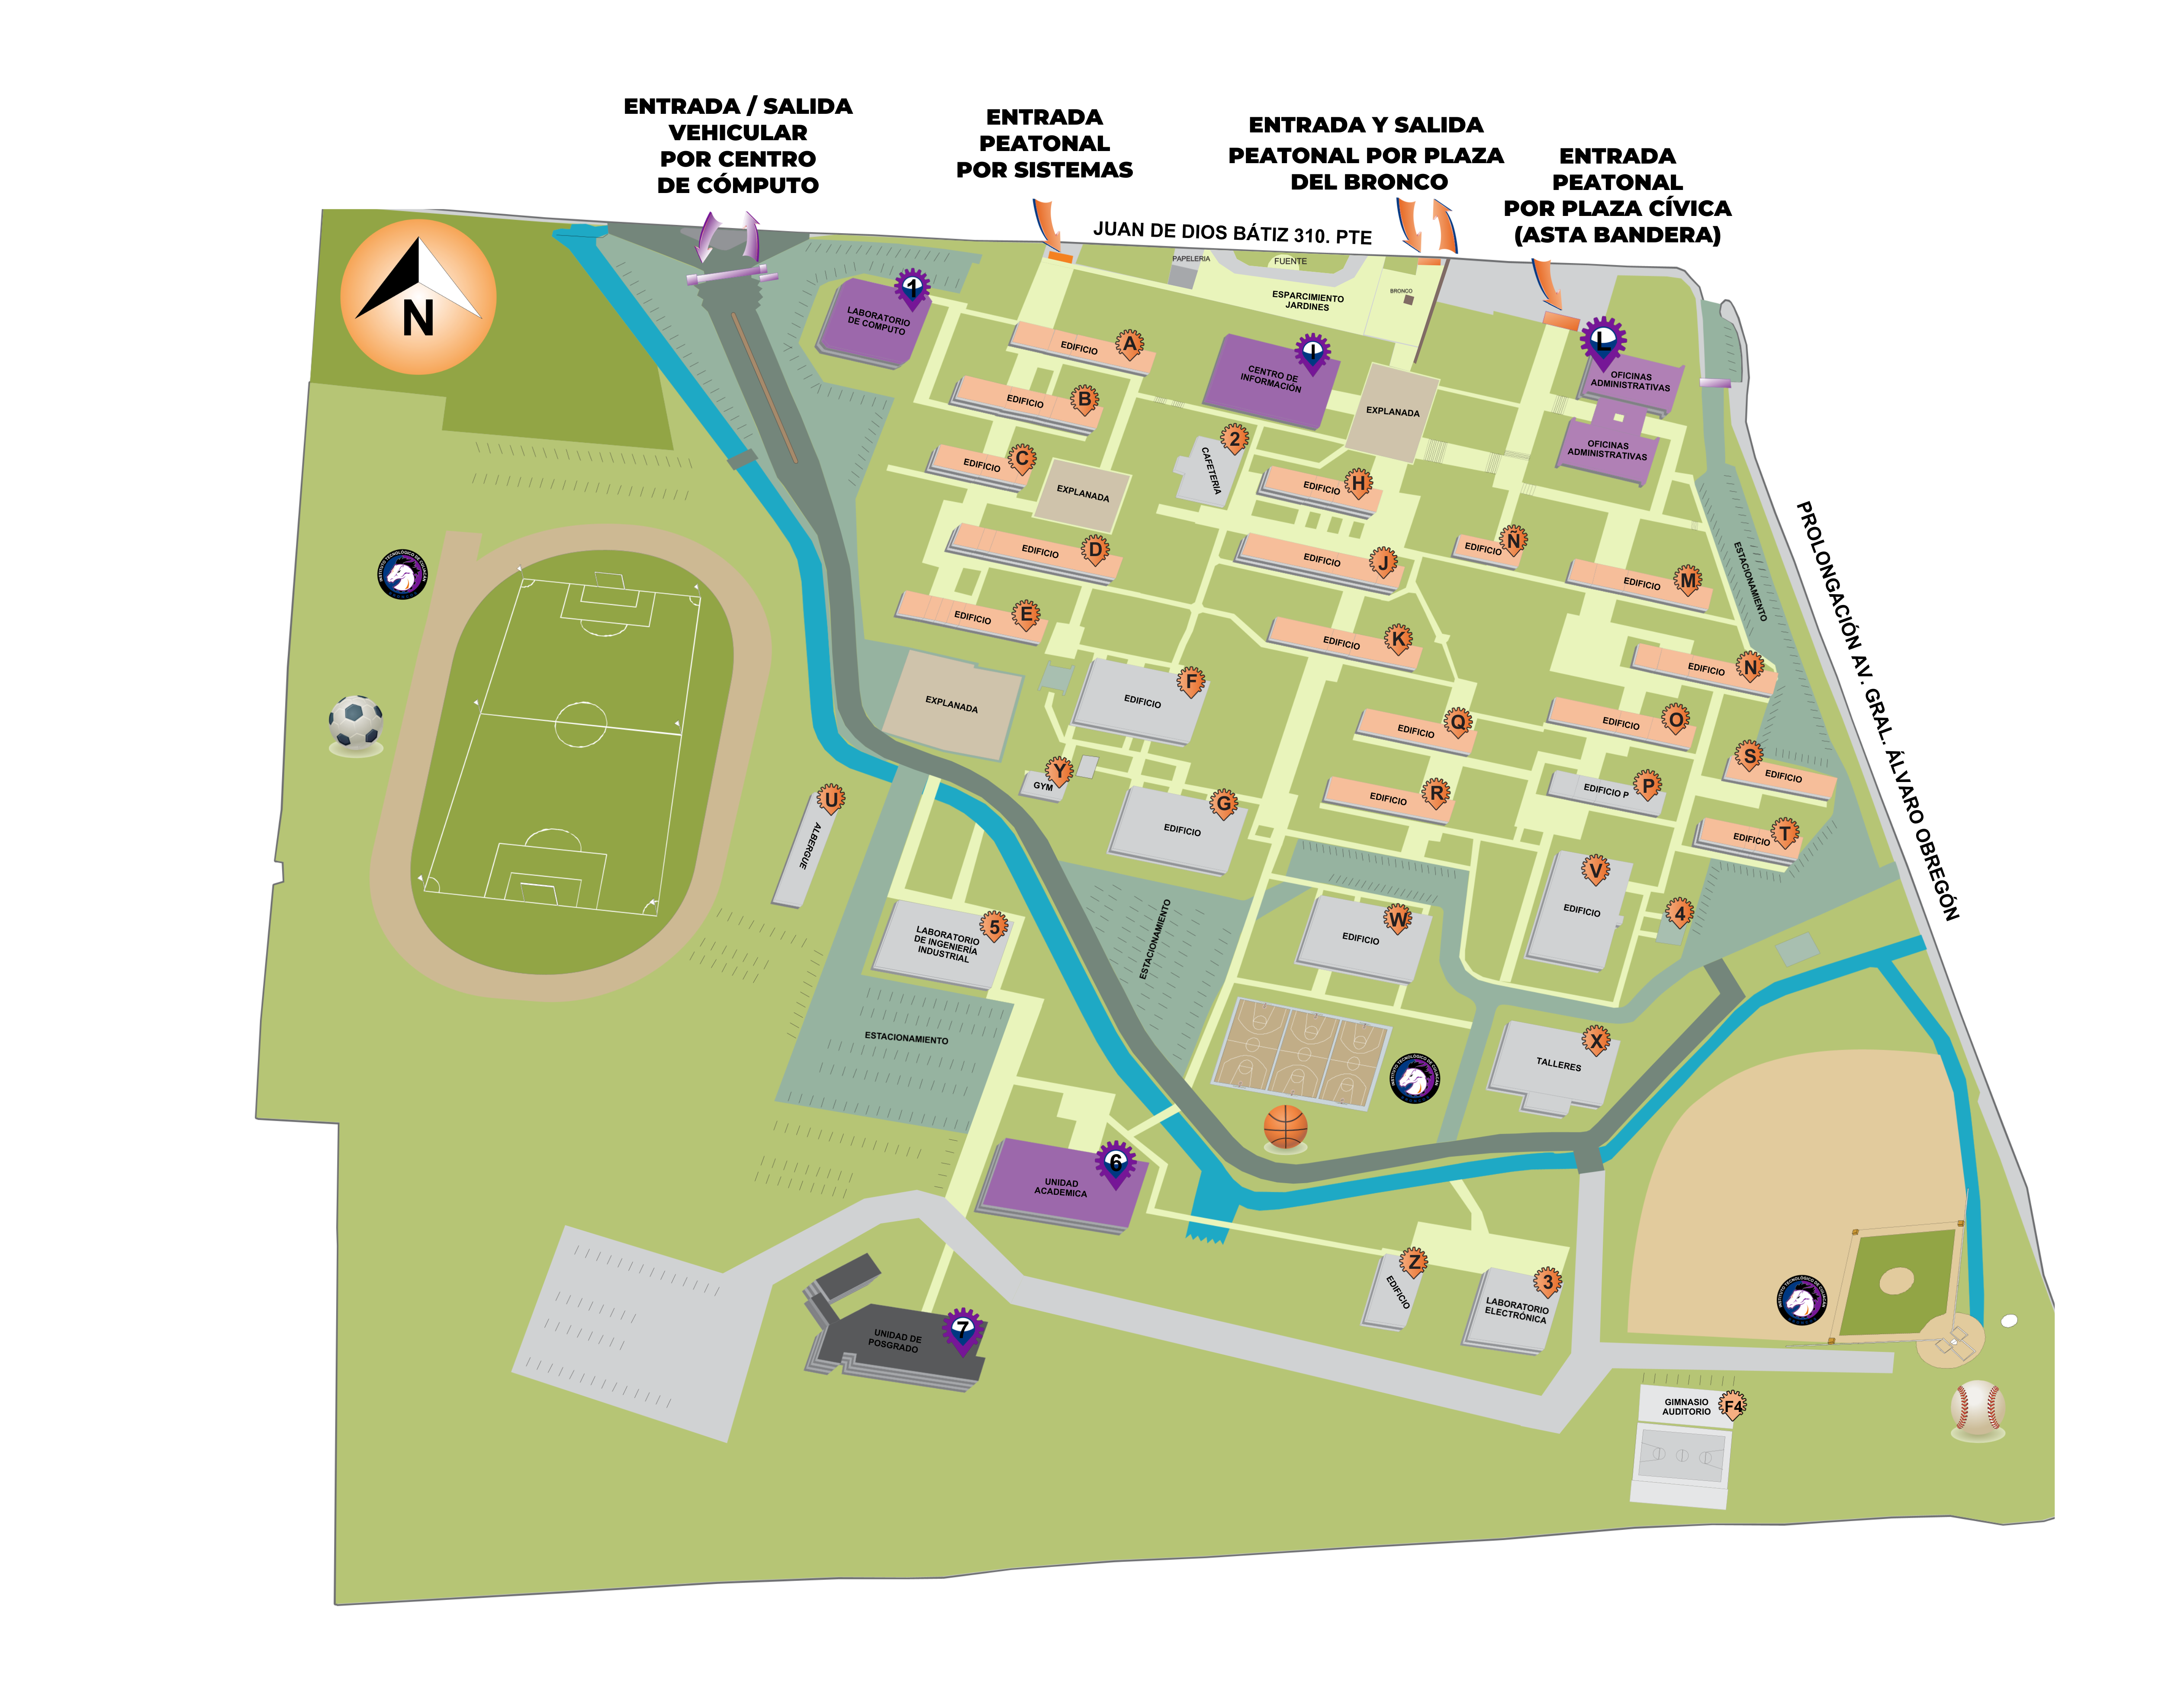 ENTRADA / SALIDA
VEHICULAR
POR CENTRO
DE CÓMPUTO
ENTRADA
PEATONAL
POR SISTEMAS
ENTRADA Y SALIDA
PEATONAL POR PLAZA
DEL BRONCO
ENTRADA
PEATONAL
POR PLAZA CÍVICA
(ASTA BANDERA)
JUAN DE DIOS BÁTIZ 310. PTE
N
PAPELERIA
FUENTE
BRONCO
ESPARCIMIENTO
JARDINES
1
LABORATORIO
DE COMPUTO
EDIFICIO
A
I
CENTRO DE
INFORMACIÓN
L
OFICINAS
ADMINISTRATIVAS
EXPLANADA
OFICINAS
ADMINISTRATIVAS
EDIFICIO
B
EDIFICIO
C
EXPLANADA
2
CAFETERIA
EDIFICIO
H
EDIFICIO
D
EDIFICIO
J
EDIFICIO
Ñ
EDIFICIO
M
ESTACIONAMIENTO
PROLONGACIÓN AV. GRAL. ÁLVARO OBREGÓN
EDIFICIO
E
EDIFICIO
K
EDIFICIO
N
EXPLANADA
EDIFICIO
F
EDIFICIO
Q
EDIFICIO
O
EDIFICIO
S
GYM
Y
EDIFICIO
G
EDIFICIO
R
EDIFICIO P
P
EDIFICIO
T
U
ALBERGUE
V
EDIFICIO
4
LABORATORIO
DE INGENIERÍA
INDUSTRIAL
5
ESTACIONAMIENTO
EDIFICIO
W
ESTACIONAMIENTO
TALLERES
X
UNIDAD
ACADEMICA
6
EDIFICIO
Z
LABORATORIO
ELECTRÓNICA
3
UNIDAD DE
POSGRADO
7
GIMNASIO
AUDITORIO
F4